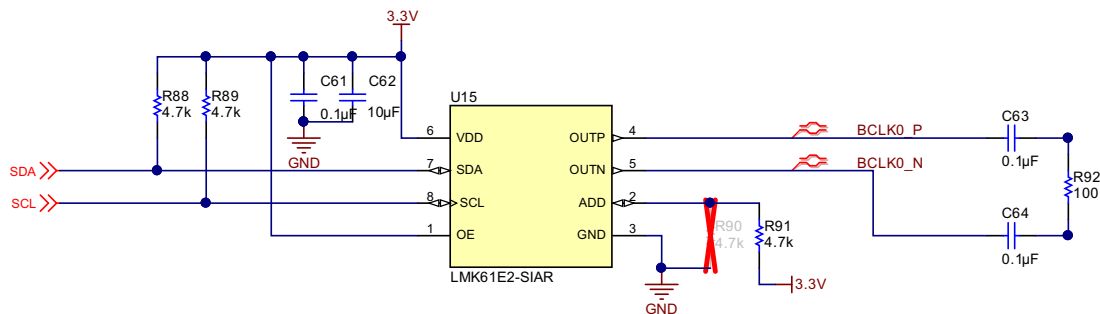 3.3V
C61
C62
R88
4.7k
R89
4.7k
0.1µF
10µF
GND
U15
6 VDD OUTP 4
BCLK0_P
C63
0.1µF
SDA
7 SDA OUTN 5
BCLK0_N
R92
100
SCL
8 SCL ADD 2
R90
4.7k
R91
4.7k
C64
0.1µF
1 OE GND 3
LMK61E2-SIAR
3.3V
GND